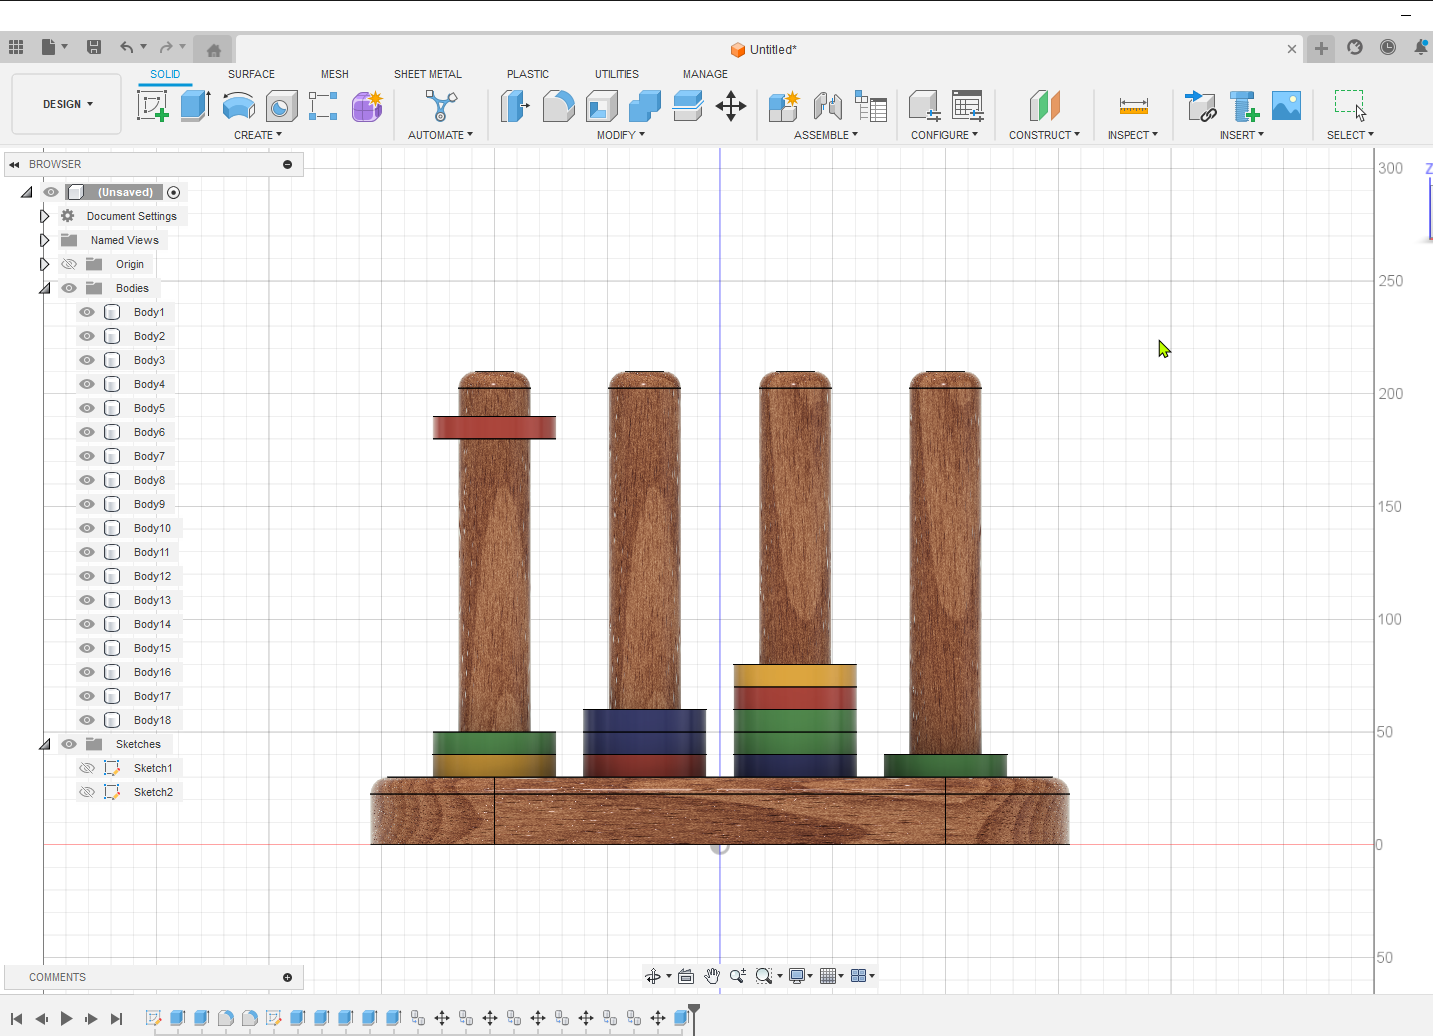 Untitled*
DESIGN
SOLID SURFACE MESH SHEET METAL PLASTIC UTILITIES MANAGE
CREATE AUTOMATE MODIFY ASSEMBLE CONFIGURE CONSTRUCT INSPECT INSERT SELECT
BROWSER
(Unsaved)
Document Settings
Named Views
Origin
Bodies
Body1
Body2
Body3
Body4
Body5
Body6
Body7
Body8
Body9
Body10
Body11
Body12
Body13
Body14
Body15
Body16
Body17
Body18
Sketches
Sketch1
Sketch2
300
Z
250
200
150
100
50
0
50
COMMENTS